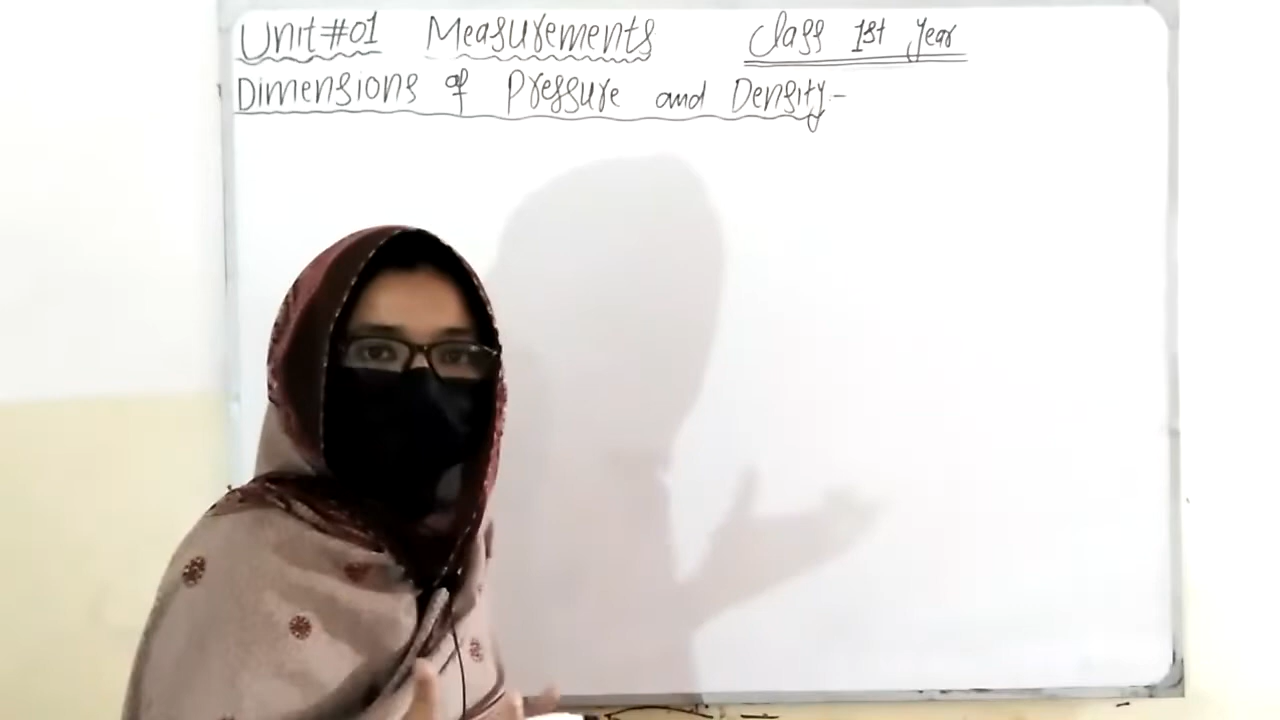 Unit#01 Measurements Class 1st Year
Dimensions of Pressure and Density:-